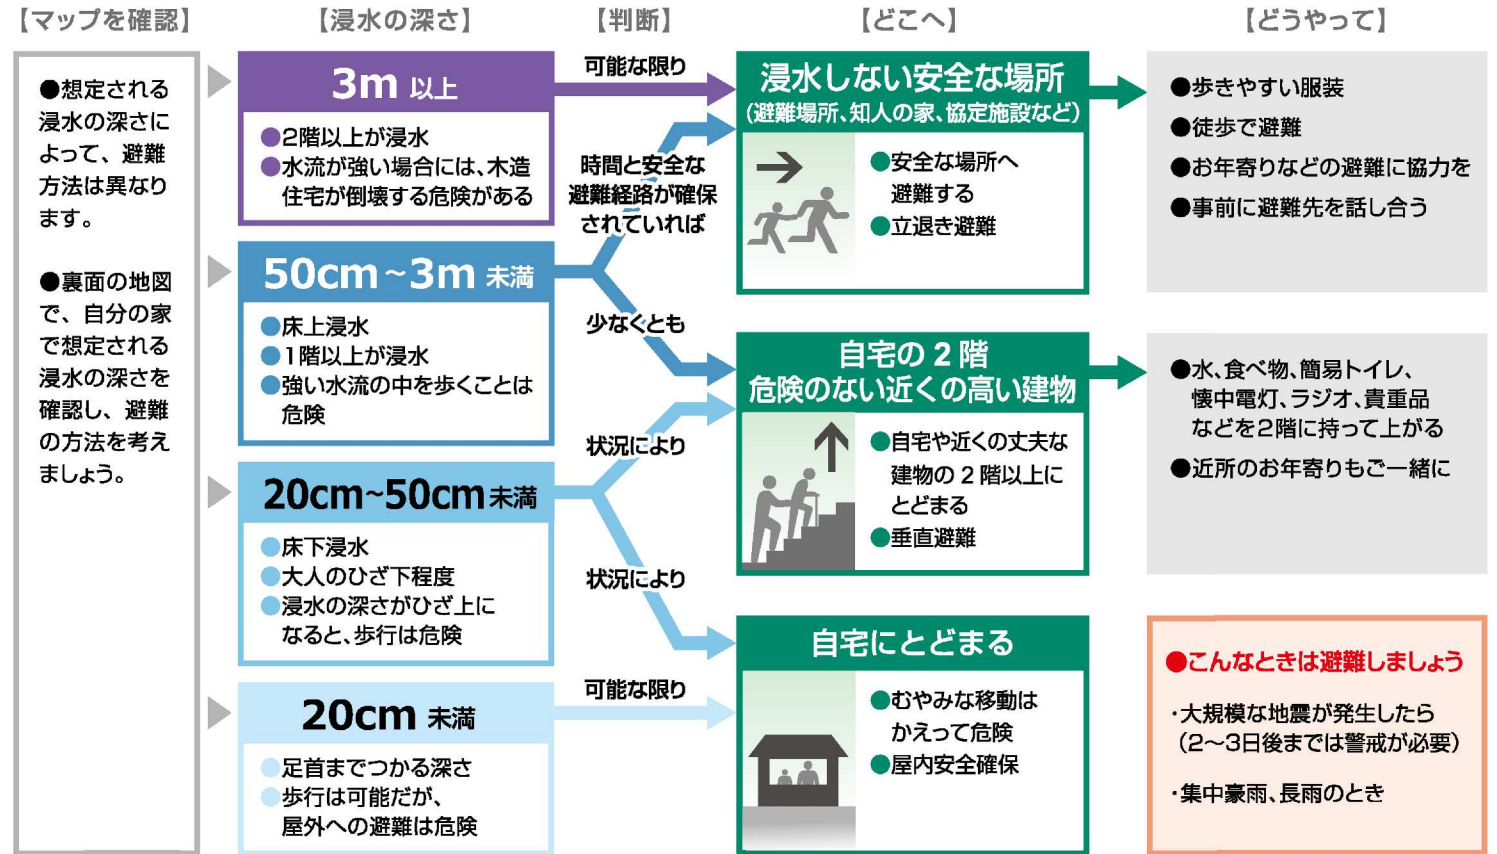 【マップを確認】
【浸水の深さ】
【判断】
【どこへ】
【どうやって】
●想定される
浸水の深さに
よって、避難
方法は異なり
ます。
●裏面の地図
で、自分の家
で想定される
浸水の深さを
確認し、避難
の方法を考え
ましょう。
3m 以上
●2階以上が浸水
●水流が強い場合には、木造
住宅が倒壊する危険がある
50cm~3m 未満
●床上浸水
●1階以上が浸水
●強い水流の中を歩くことは
危険
20cm~50cm未満
●床下浸水
●大人のひざ下程度
●浸水の深さがひざ上に
なると、歩行は危険
20cm 未満
●足首までつかる深さ
●歩行は可能だが、
屋外への避難は危険
可能な限り
時間と安全な
避難経路が確保
されていれば
少なくとも
状況により
状況により
可能な限り
浸水しない安全な場所
(避難場所、知人の家、協定施設など)
●安全な場所へ
避難する
●立退き避難
自宅の2階
危険のない近くの高い建物
●自宅や近くの丈夫な
建物の2階以上に
とどまる
●垂直避難
自宅にとどまる
●むやみな移動は
かえって危険
●屋内安全確保
●歩きやすい服装
●徒歩で避難
●お年寄りなどの避難に協力を
●事前に避難先を話し合う
●水、食べ物、簡易トイレ、
懐中電灯、ラジオ、貴重品
などを2階に持って上がる
●近所のお年寄りもご一緒に
●こんなときは避難しましょう
・大規模な地震が発生したら
（2〜3日後までは警戒が必要）
・集中豪雨、長雨のとき